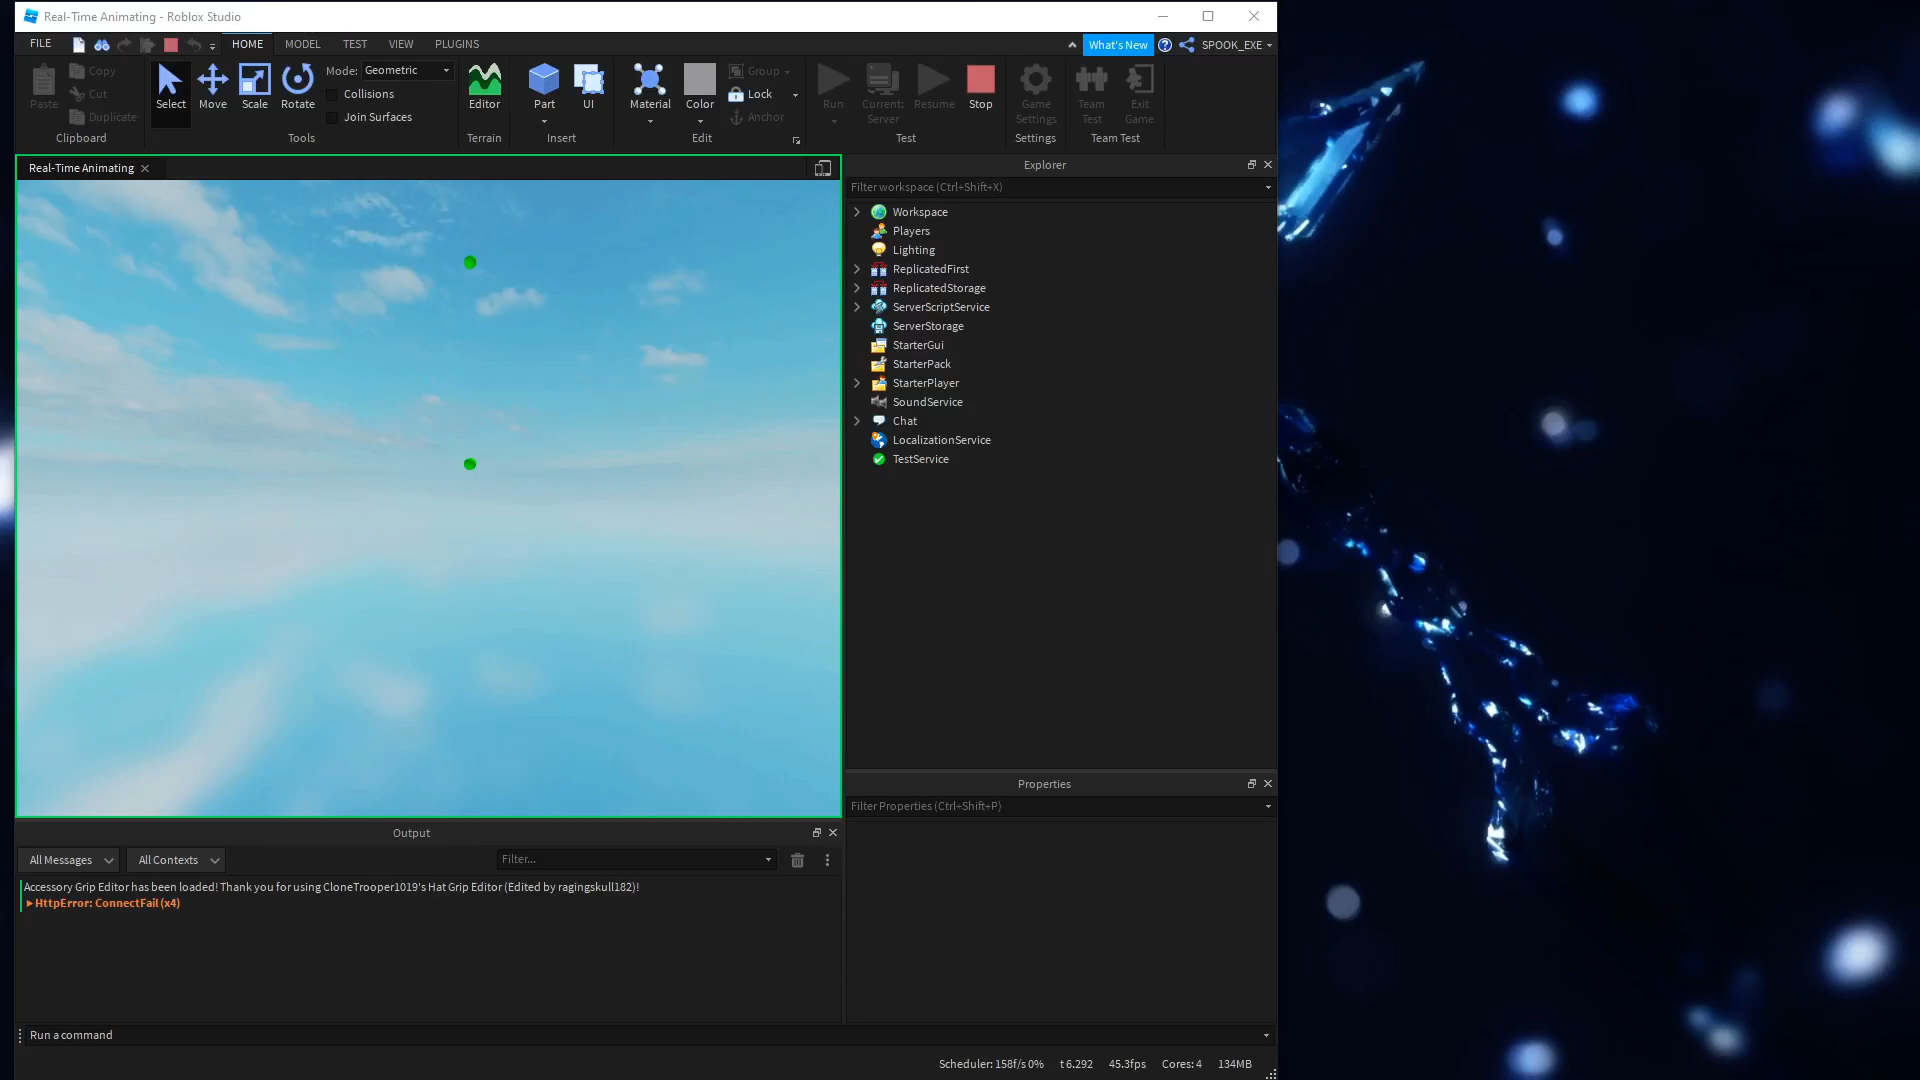 Real-Time Animating - Roblox Studio
FILE
HOME
MODEL
TEST
VIEW
PLUGINS
What's New
SPOOK_EXE
Paste
Copy
Cut
Duplicate
Clipboard
Select
Move
Scale
Rotate
Mode:
Geometric
Collisions
Join Surfaces
Tools
Editor
Terrain
Part
UI
Insert
Material
Color
Group
Lock
Anchor
Edit
Run
Current:
Server
Resume
Stop
Test
Game
Settings
Settings
Team
Test
Exit
Game
Team Test
Real-Time Animating
Explorer
Filter workspace (Ctrl+Shift+X)
Workspace
Players
Lighting
ReplicatedFirst
ReplicatedStorage
ServerScriptService
ServerStorage
StarterGui
StarterPack
StarterPlayer
SoundService
Chat
LocalizationService
TestService
Properties
Filter Properties (Ctrl+Shift+P)
Output
All Messages
All Contexts
Filter...
Accessory Grip Editor has been loaded! Thank you for using CloneTrooper1019's Hat Grip Editor (Edited by ragingskull182)!
HttpError: ConnectFail (x4)
Run a command
Scheduler: 158f/s 0%
t 6.292
45.3fps
Cores: 4
134MB